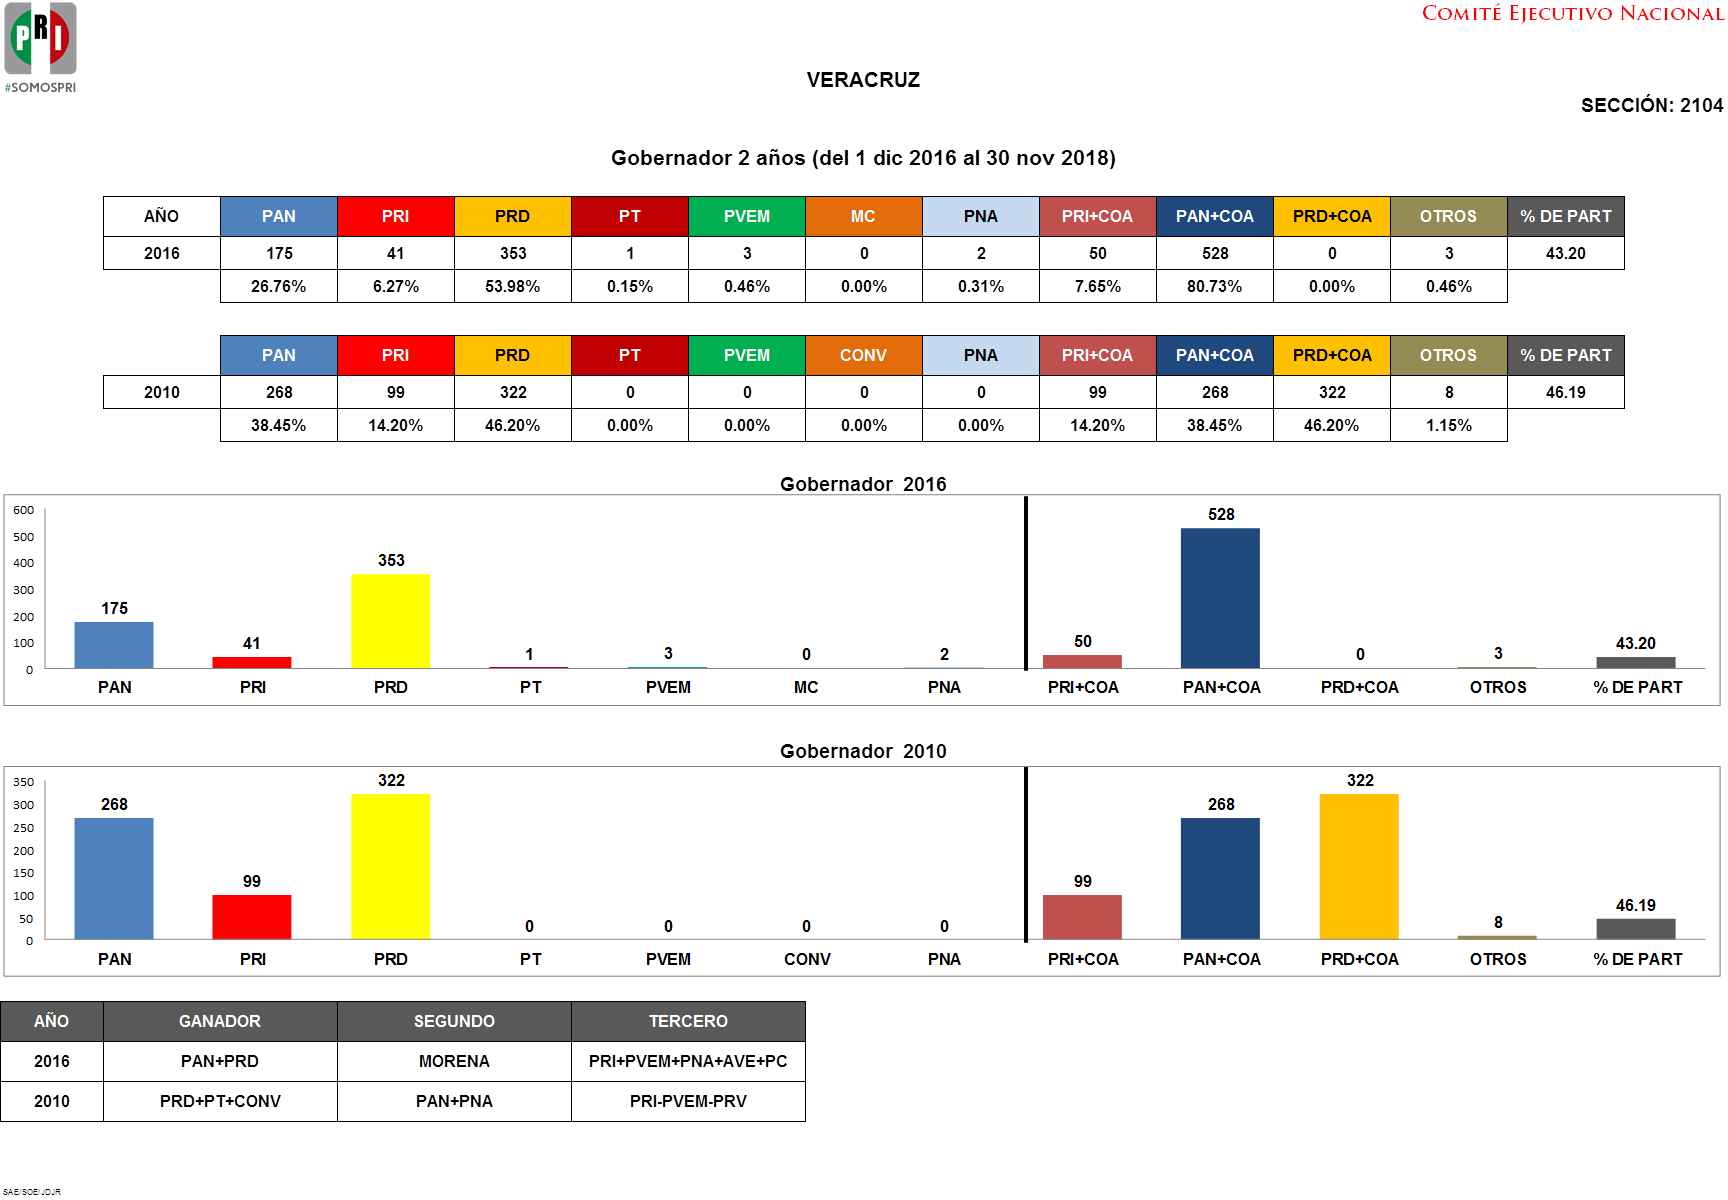 COMITÉ EJECUTIVO NACIONAL
PRI
#SOMOSPRI
VERACRUZ
SECCIÓN: 2104
Gobernador 2 años (del 1 dic 2016 al 30 nov 2018)
AÑO PAN PRI PRD PT PVEM MC PNA PRI+COA PAN+COA PRD+COA OTROS % DE PART
2016 175 41 353 1 3 0 2 50 528 0 3 43.20
26.76% 6.27% 53.98% 0.15% 0.46% 0.00% 0.31% 7.65% 80.73% 0.00% 0.46%
PAN PRI PRD PT PVEM CONV PNA PRI+COA PAN+COA PRD+COA OTROS % DE PART
2010 268 99 322 0 0 0 0 99 268 322 8 46.19
38.45% 14.20% 46.20% 0.00% 0.00% 0.00% 0.00% 14.20% 38.45% 46.20% 1.15%
Gobernador 2016
600
500
400
300
200
100
0
175 41 353 1 3 0 2 50 528 0 3 43.20
PAN PRI PRD PT PVEM MC PNA PRI+COA PAN+COA PRD+COA OTROS % DE PART
Gobernador 2010
350
300
250
200
150
100
50
0
268 99 322 0 0 0 0 99 268 322 8 46.19
PAN PRI PRD PT PVEM CONV PNA PRI+COA PAN+COA PRD+COA OTROS % DE PART
AÑO GANADOR SEGUNDO TERCERO
2016 PAN+PRD MORENA PRI+PVEM+PNA+AVE+PC
2010 PRD+PT+CONV PAN+PNA PRI-PVEM-PRV
SAE/SOE/JDJR